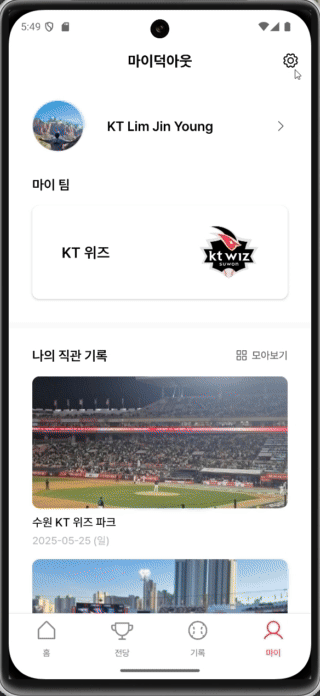 5:49
마이덕아웃
KT Lim Jin Young
마이 팀
KT 위즈
kt wiz
suwon
나의 직관 기록
모아보기
수원 KT 위즈 파크
2025-05-25 (일)
홈
전당
기록
마이